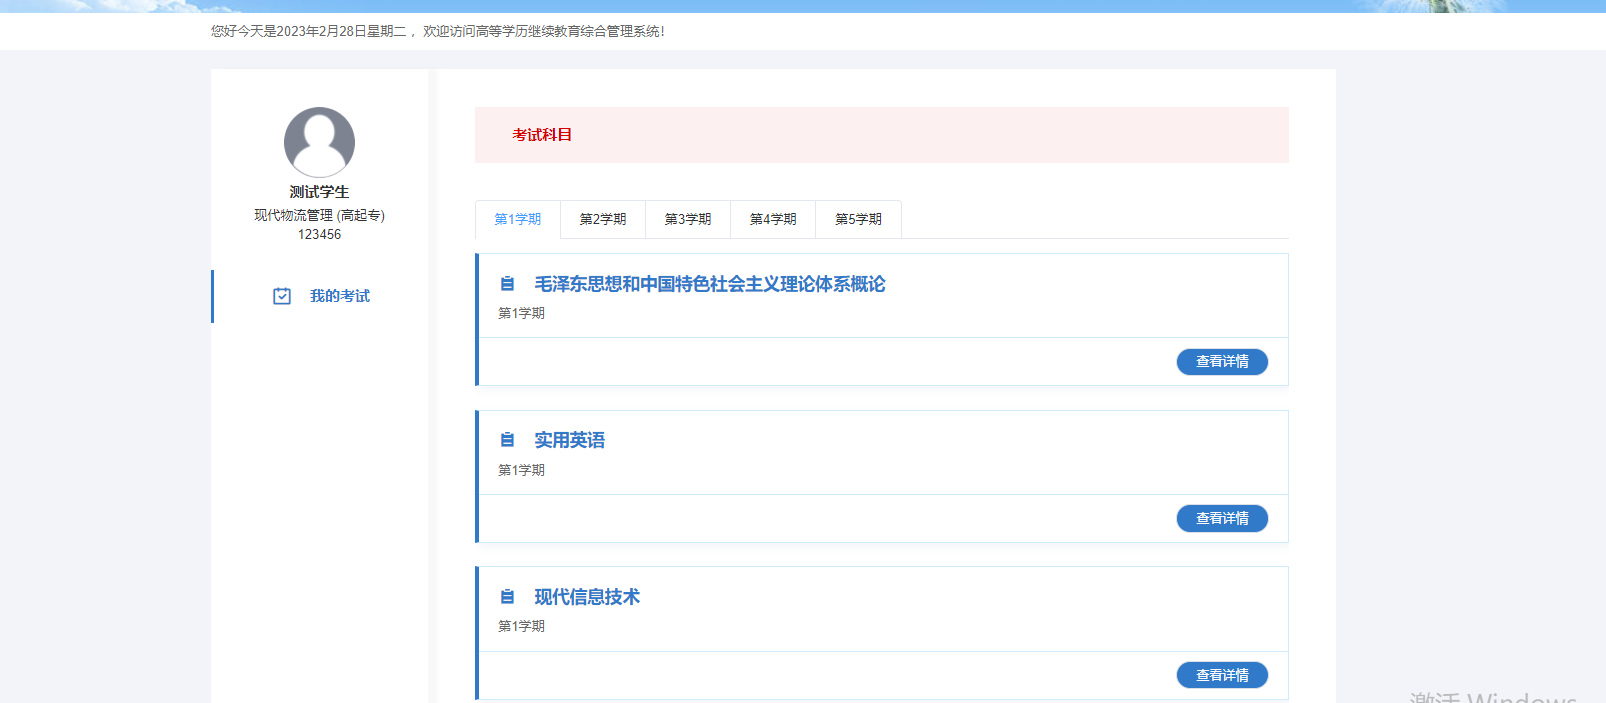 您好今天是2023年2月28日星期二 ，欢迎访问高等学历继续教育综合管理系统!
测试学生
现代物流管理 (高起专)
123456
我的考试
考试科目
第1学期 第2学期 第3学期 第4学期 第5学期
毛泽东思想和中国特色社会主义理论体系概论
第1学期
查看详情
实用英语
第1学期
查看详情
现代信息技术
第1学期
查看详情
激活 Windows